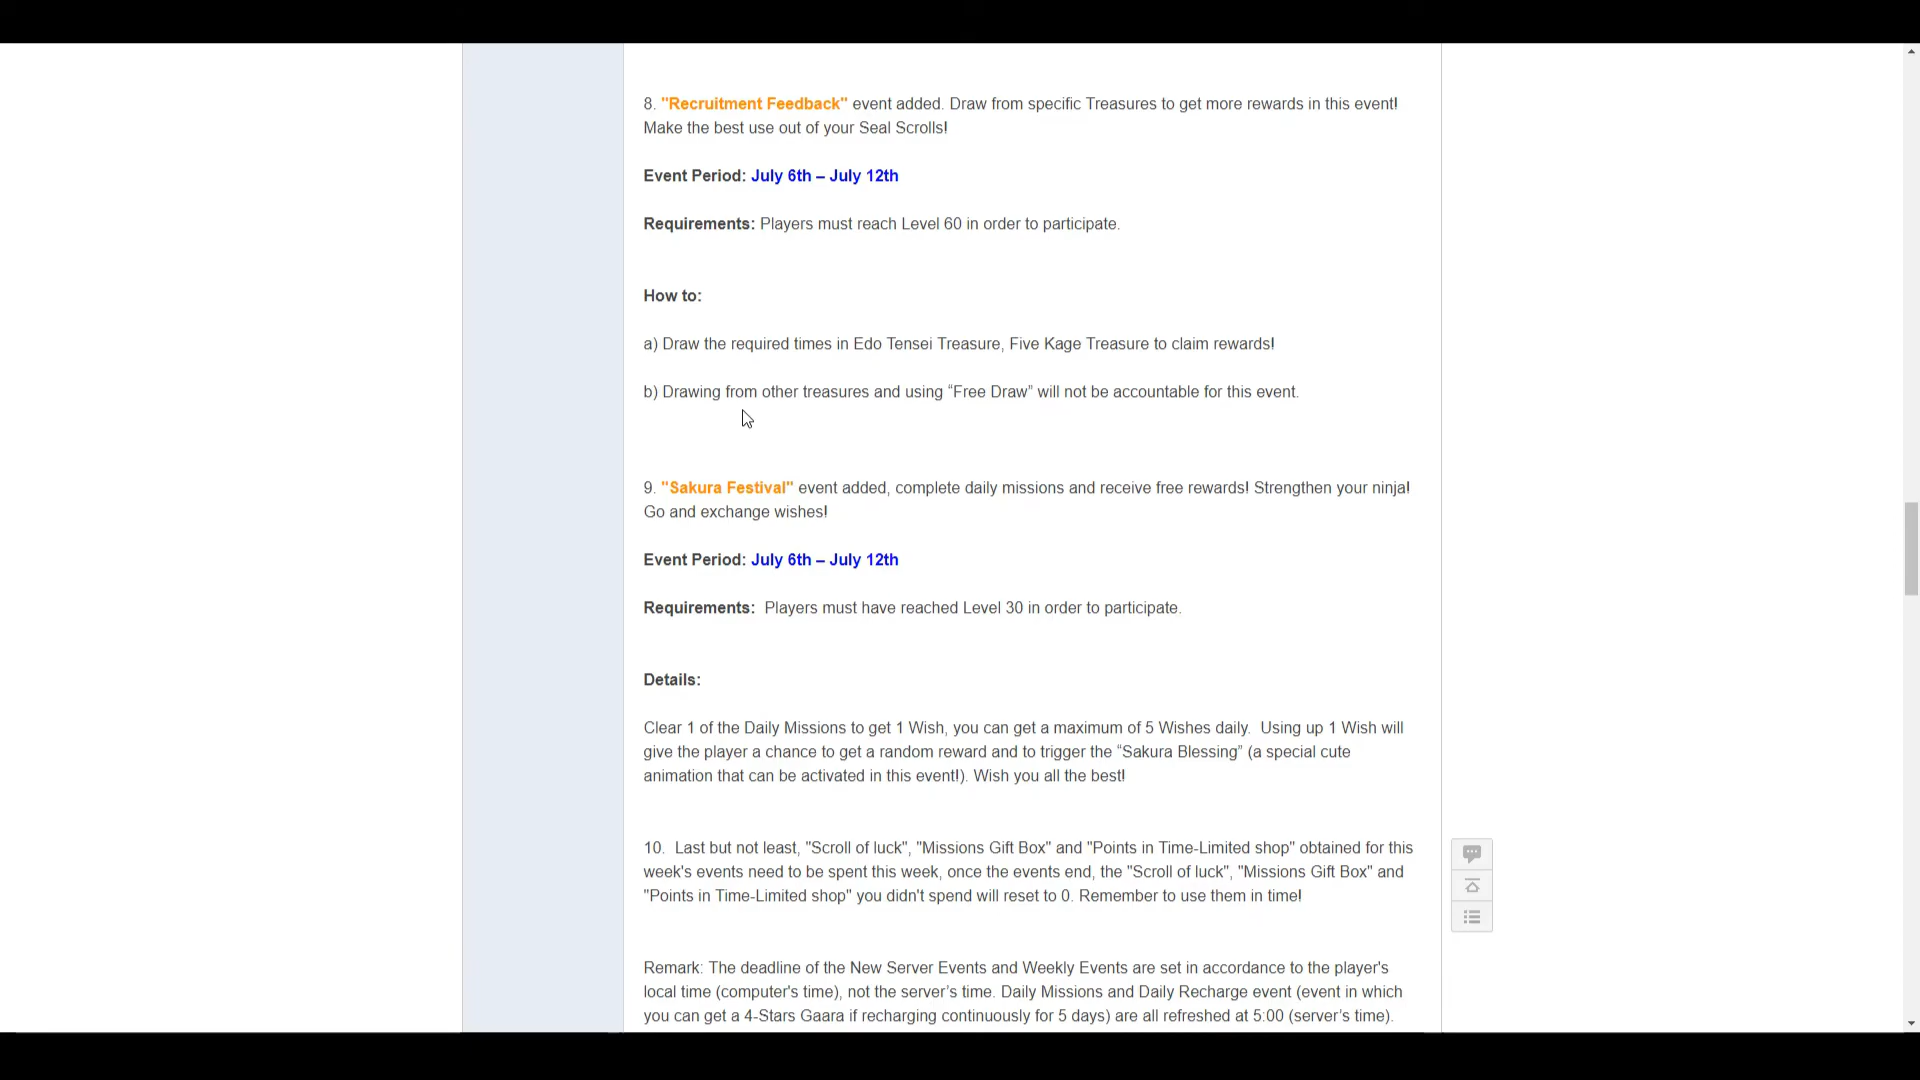 8. "Recruitment Feedback" event added. Draw from specific Treasures to get more rewards in this event!
Make the best use out of your Seal Scrolls!
Event Period: July 6th – July 12th
Requirements: Players must reach Level 60 in order to participate.
How to:
a) Draw the required times in Edo Tensei Treasure, Five Kage Treasure to claim rewards!
b) Drawing from other treasures and using “Free Draw” will not be accountable for this event.
9. "Sakura Festival" event added, complete daily missions and receive free rewards! Strengthen your ninja!
Go and exchange wishes!
Event Period: July 6th – July 12th
Requirements:  Players must have reached Level 30 in order to participate.
Details:
Clear 1 of the Daily Missions to get 1 Wish, you can get a maximum of 5 Wishes daily.  Using up 1 Wish will
give the player a chance to get a random reward and to trigger the “Sakura Blessing” (a special cute
animation that can be activated in this event!). Wish you all the best!
10.  Last but not least, "Scroll of luck", "Missions Gift Box" and "Points in Time-Limited shop" obtained for this
week's events need to be spent this week, once the events end, the "Scroll of luck", "Missions Gift Box" and
"Points in Time-Limited shop" you didn't spend will reset to 0. Remember to use them in time!
Remark: The deadline of the New Server Events and Weekly Events are set in accordance to the player's
local time (computer's time), not the server’s time. Daily Missions and Daily Recharge event (event in which
you can get a 4-Stars Gaara if recharging continuously for 5 days) are all refreshed at 5:00 (server’s time).